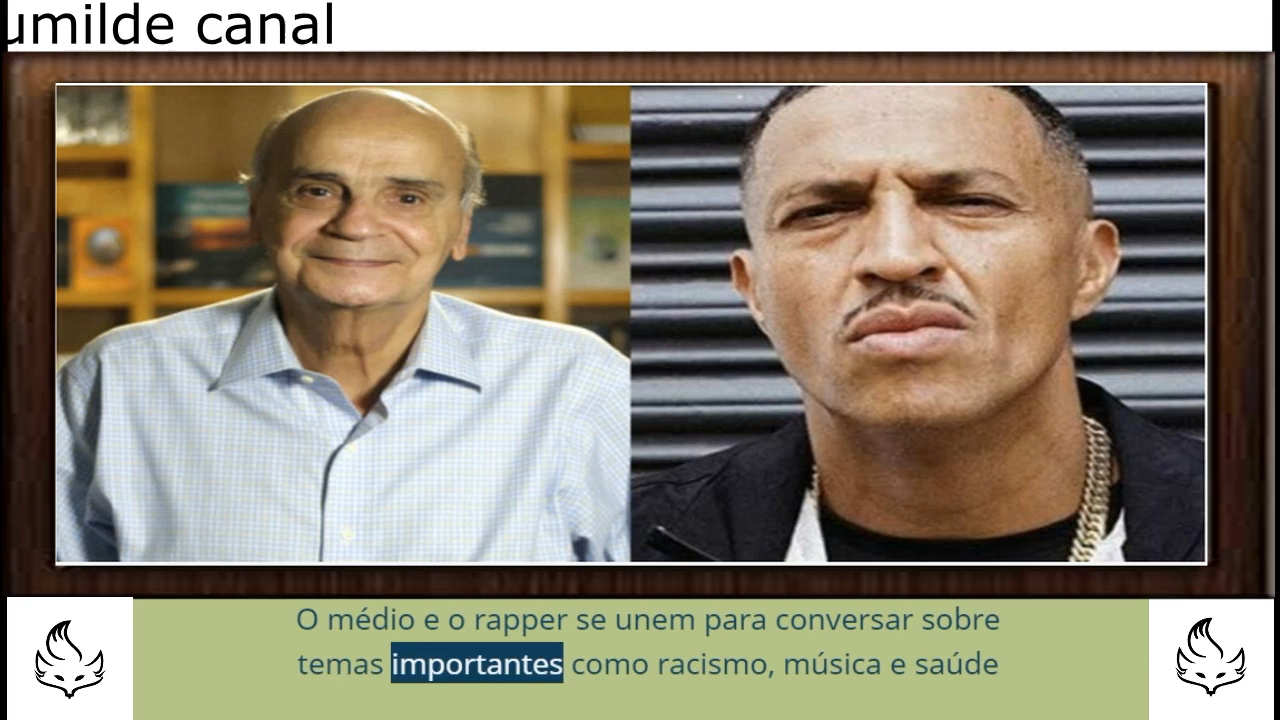 umilde canal
O médio e o rapper se unem para conversar sobre
temas importantes como racismo, música e saúde